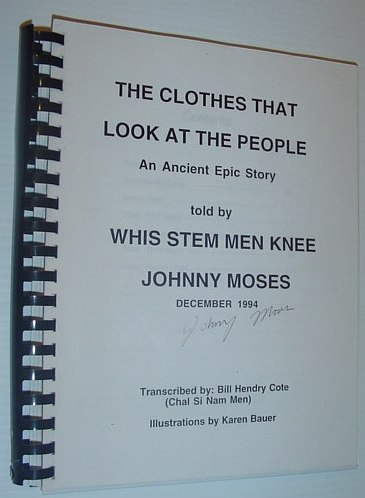 THE CLOTHES THAT
LOOK AT THE PEOPLE
An Ancient Epic Story
told by
WHIS STEM MEN KNEE
JOHNNY MOSES
DECEMBER 1994
Johnny Moses
Transcribed by: Bill Hendry Cote
(Chal Si Nam Men)
Illustrations by Karen Bauer